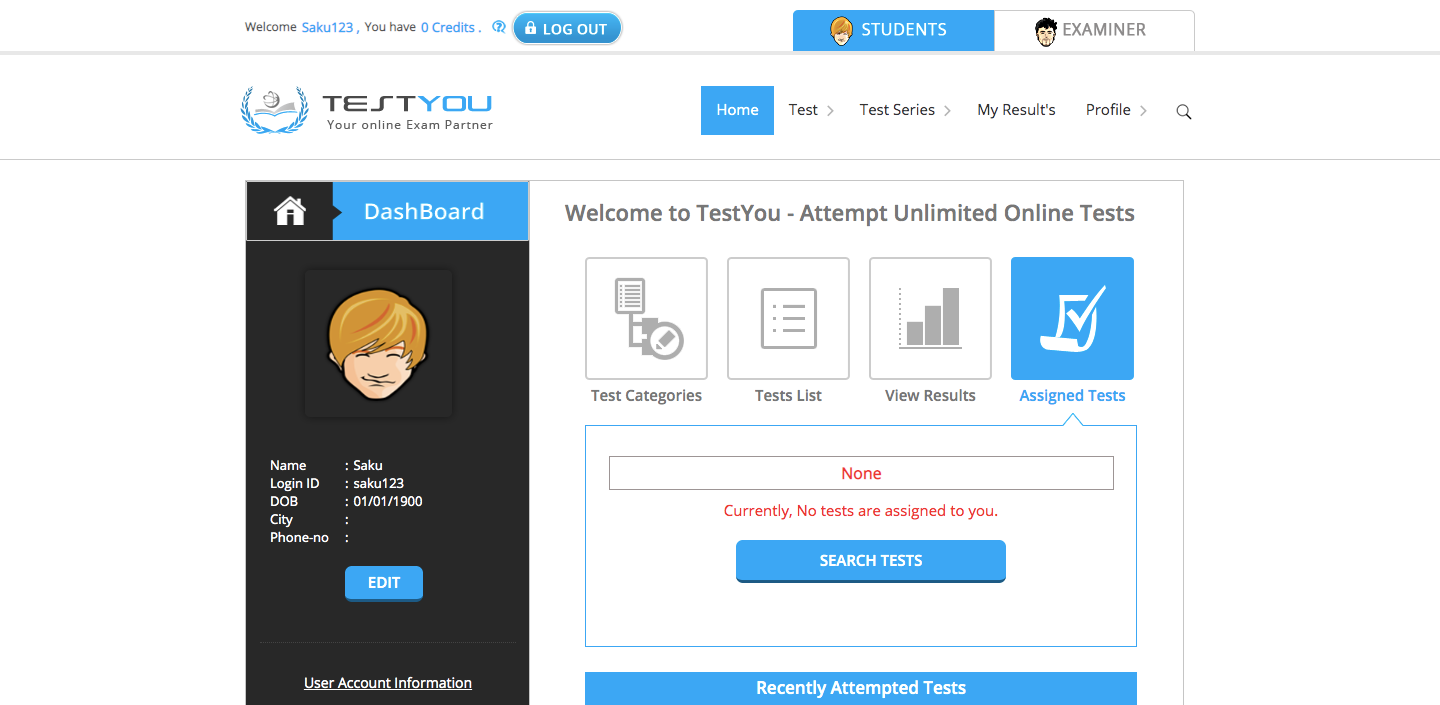 Welcome Saku123 , You have 0 Credits . LOG OUT
STUDENTS
EXAMINER
TESTYOU
Your online Exam Partner
Home Test Test Series My Result's Profile
DashBoard
Name : Saku
Login ID : saku123
DOB : 01/01/1900
City :
Phone-no :
EDIT
User Account Information
Welcome to TestYou - Attempt Unlimited Online Tests
Test Categories Tests List View Results Assigned Tests
None
Currently, No tests are assigned to you.
SEARCH TESTS
Recently Attempted Tests